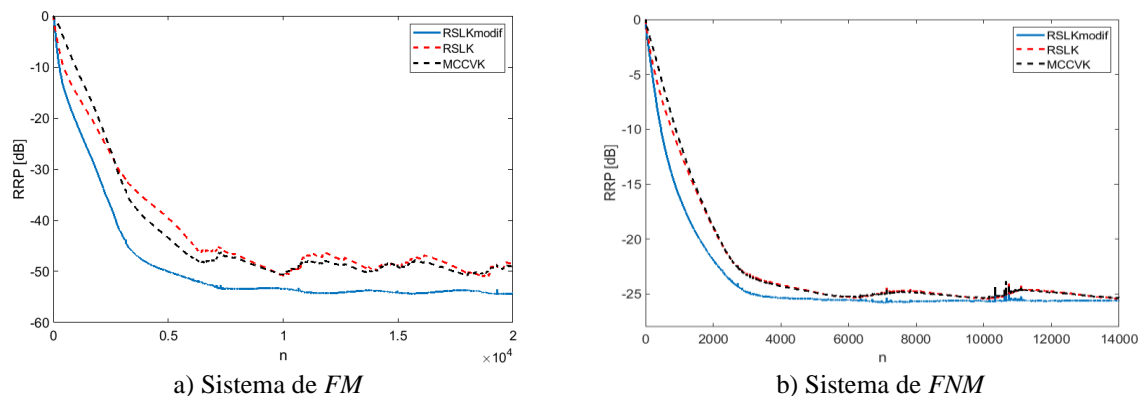 0
-10
-20
-30
-40
-50
-60
RRP [dB]
0
0.5
1
1.5
2
×10^4
n
RSLKmodif
RSLK
MCCVK
a) Sistema de FM
0
-5
-10
-15
-20
-25
RRP [dB]
0
2000
4000
6000
8000
10000
12000
14000
n
RSLKmodif
RSLK
MCCVK
b) Sistema de FNM